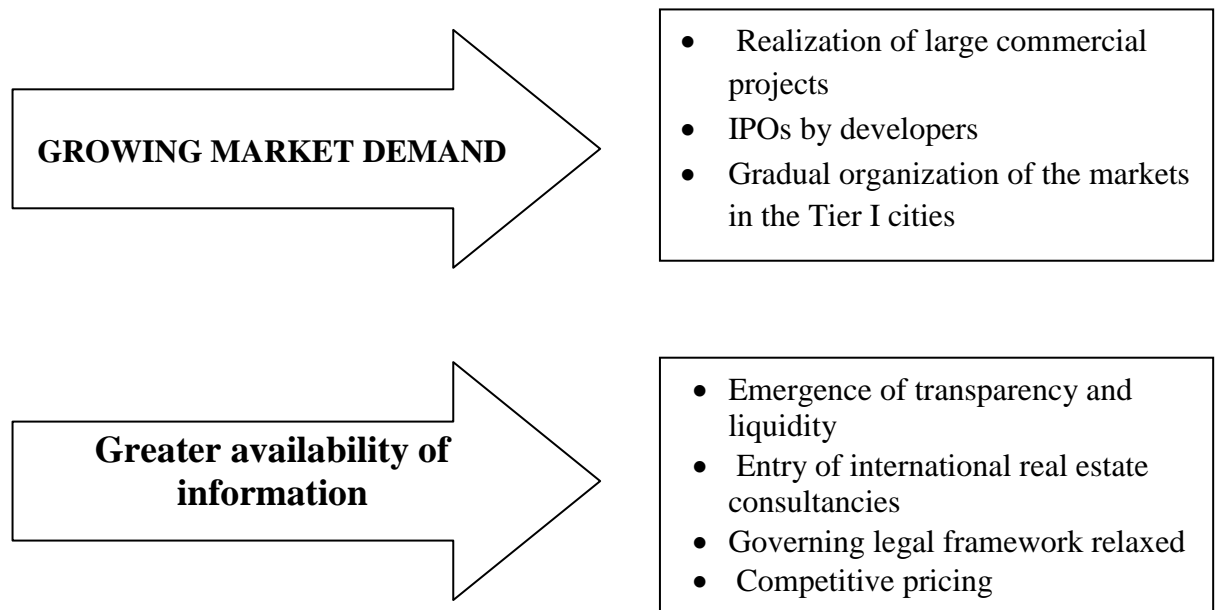 GROWING MARKET DEMAND
• Realization of large commercial
projects
• IPOs by developers
• Gradual organization of the markets
in the Tier I cities
Greater availability of
information
• Emergence of transparency and
liquidity
• Entry of international real estate
consultancies
• Governing legal framework relaxed
• Competitive pricing